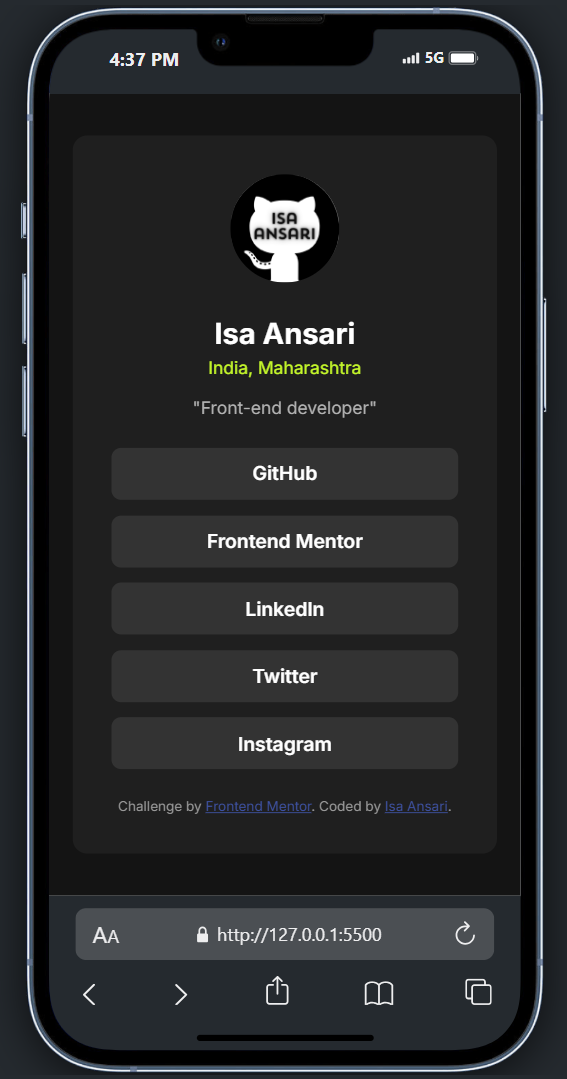 4:37 PM 5G
ISA
ANSARI
Isa Ansari
India, Maharashtra
"Front-end developer"
GitHub
Frontend Mentor
LinkedIn
Twitter
Instagram
Challenge by Frontend Mentor. Coded by Isa Ansari.
AA http://127.0.0.1:5500